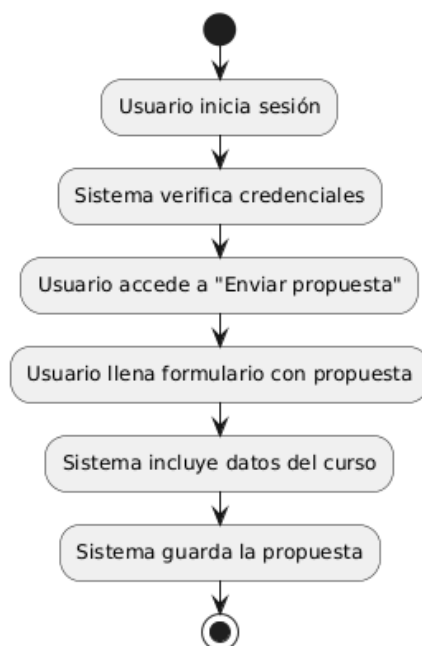 Usuario inicia sesión
Sistema verifica credenciales
Usuario accede a "Enviar propuesta"
Usuario llena formulario con propuesta
Sistema incluye datos del curso
Sistema guarda la propuesta